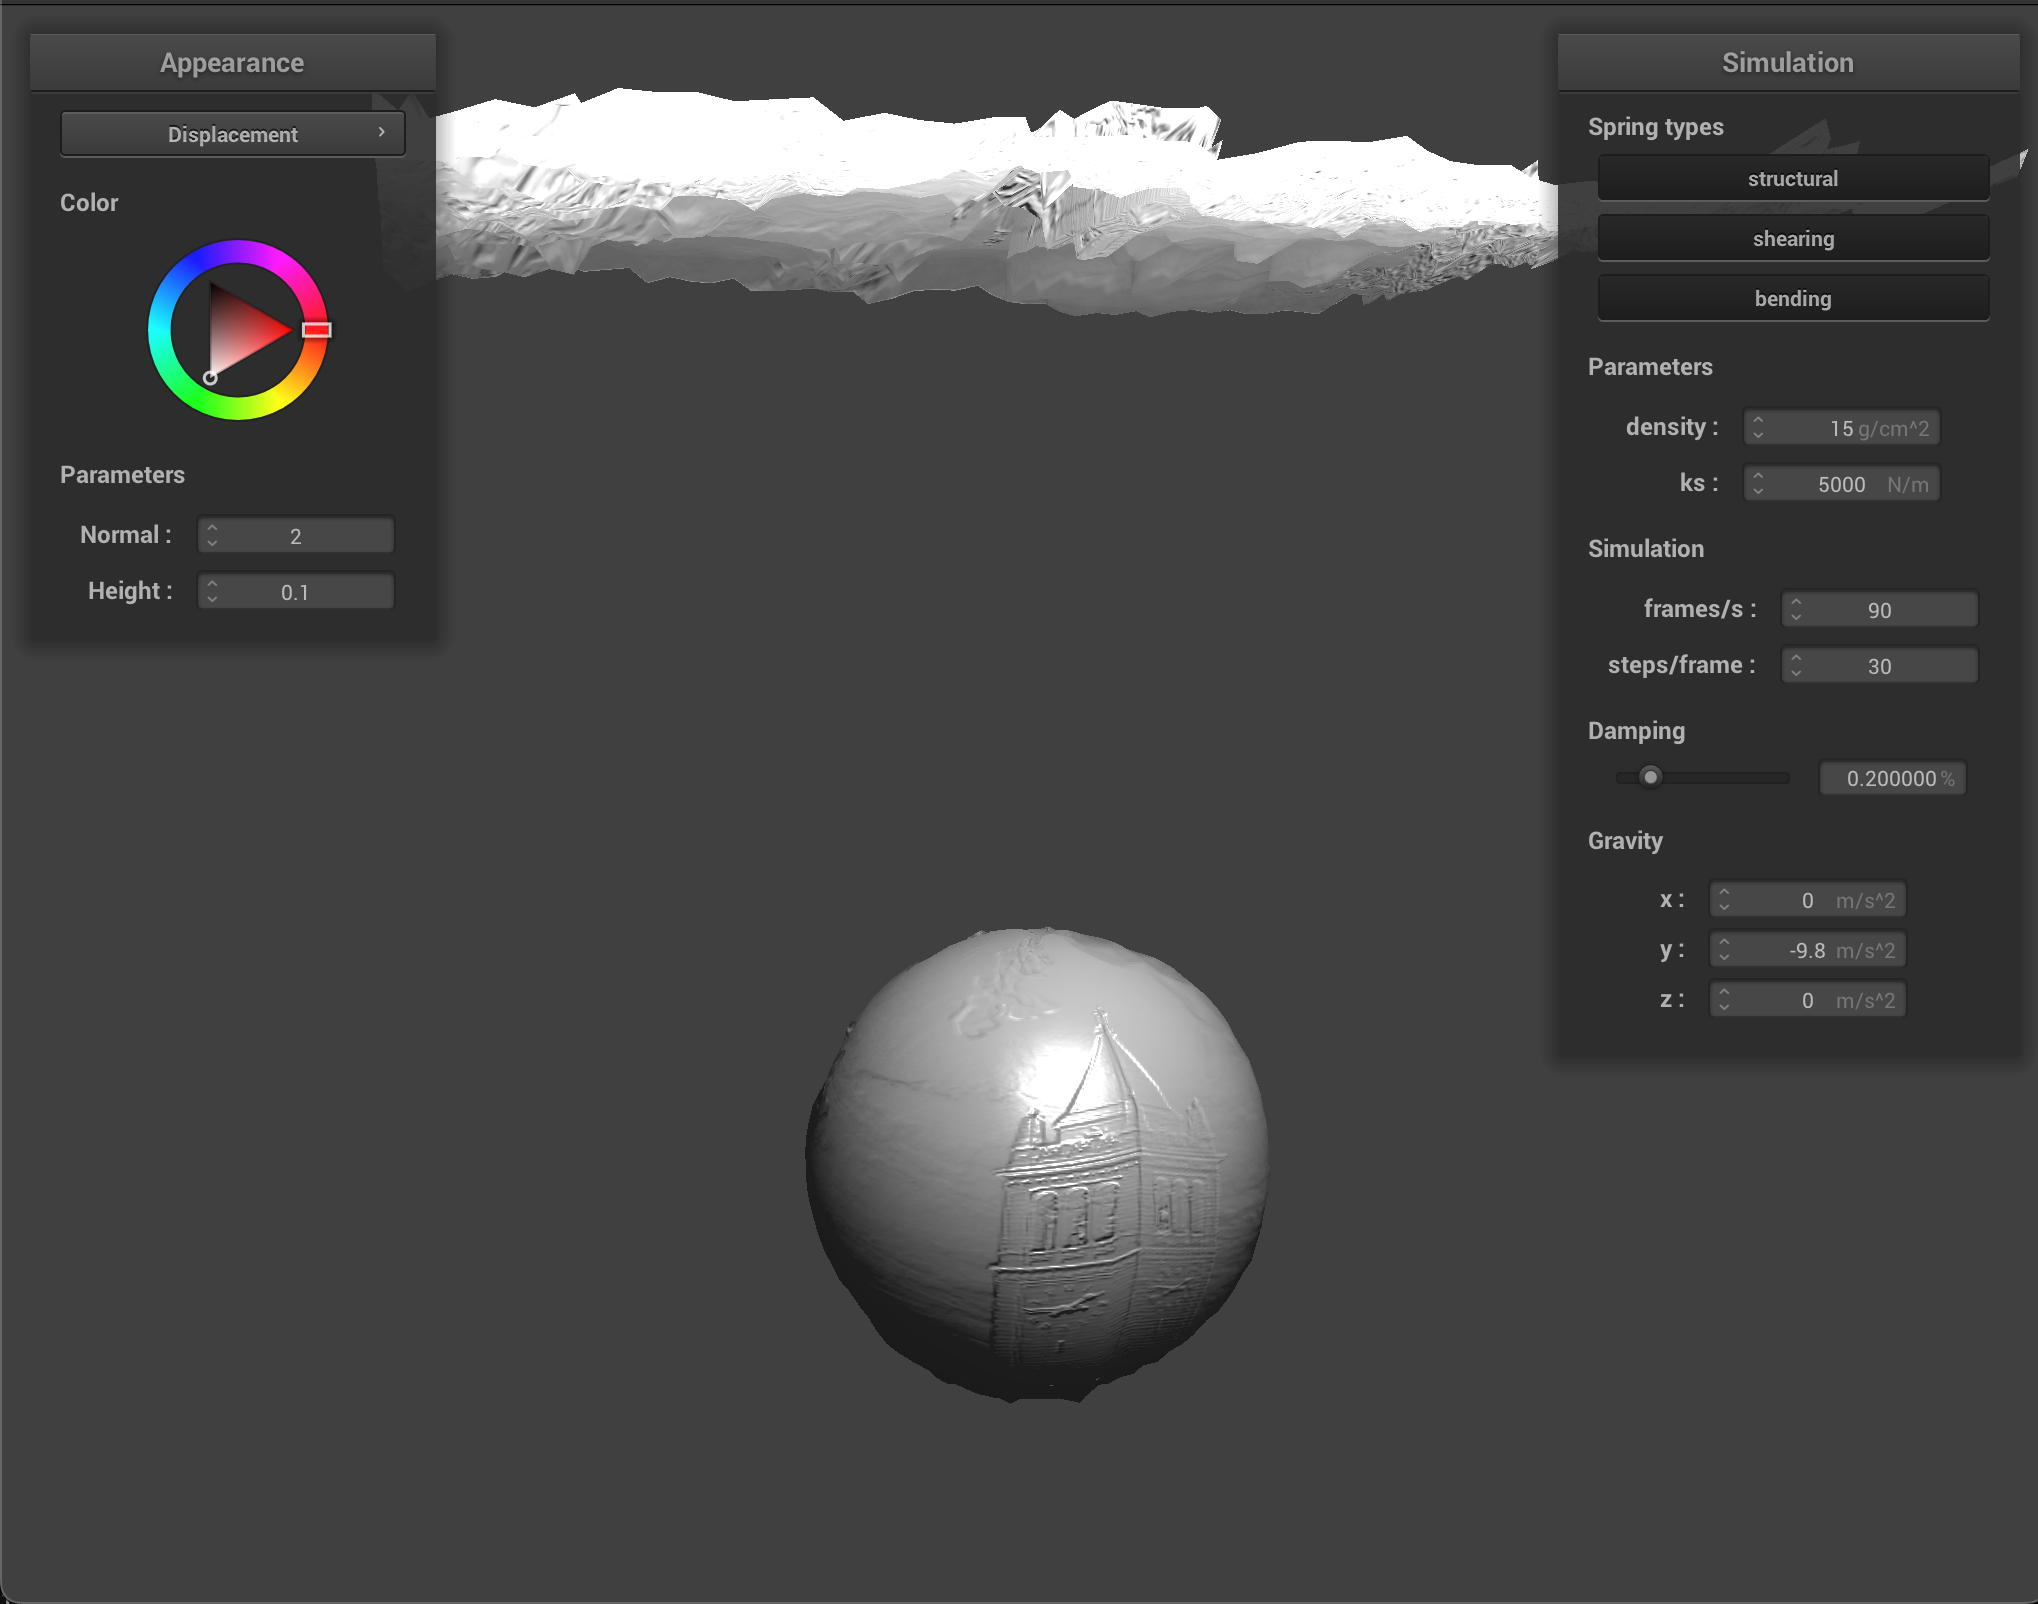 Appearance
Displacement
Color
Parameters
Normal : 2
Height : 0.1
Simulation
Spring types
structural
shearing
bending
Parameters
density : 15 g/cm^2
ks : 5000 N/m
Simulation
frames/s : 90
steps/frame : 30
Damping
0.200000 %
Gravity
x : 0 m/s^2
y : -9.8 m/s^2
z : 0 m/s^2